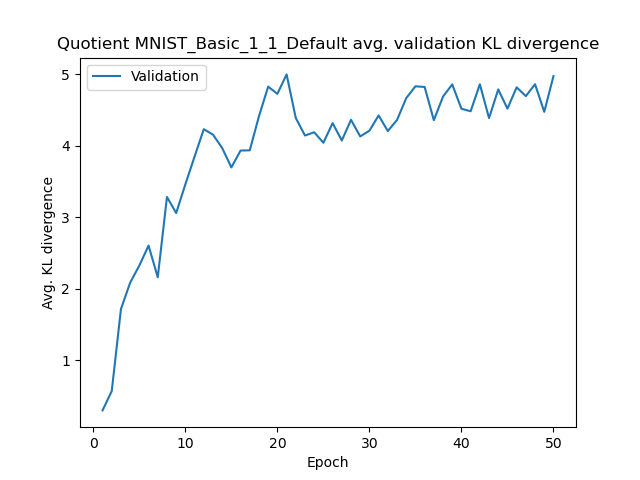 Quotient MNIST_Basic_1_1_Default avg. validation KL divergence
Validation
Avg. KL divergence
5
4
3
2
1
0 10 20 30 40 50
Epoch